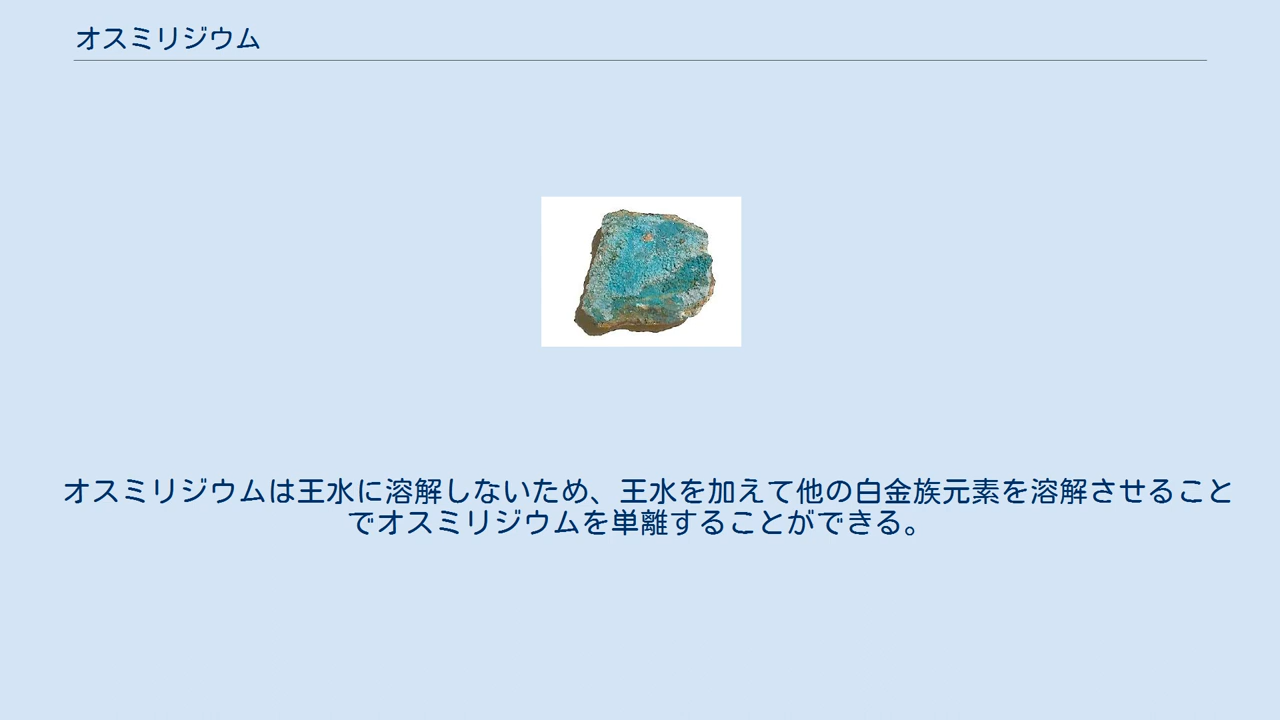 オスミリジウム
オスミリジウムは王水に溶解しないため、王水を加えて他の白金族元素を溶解させること
でオスミリジウムを単離することができる。